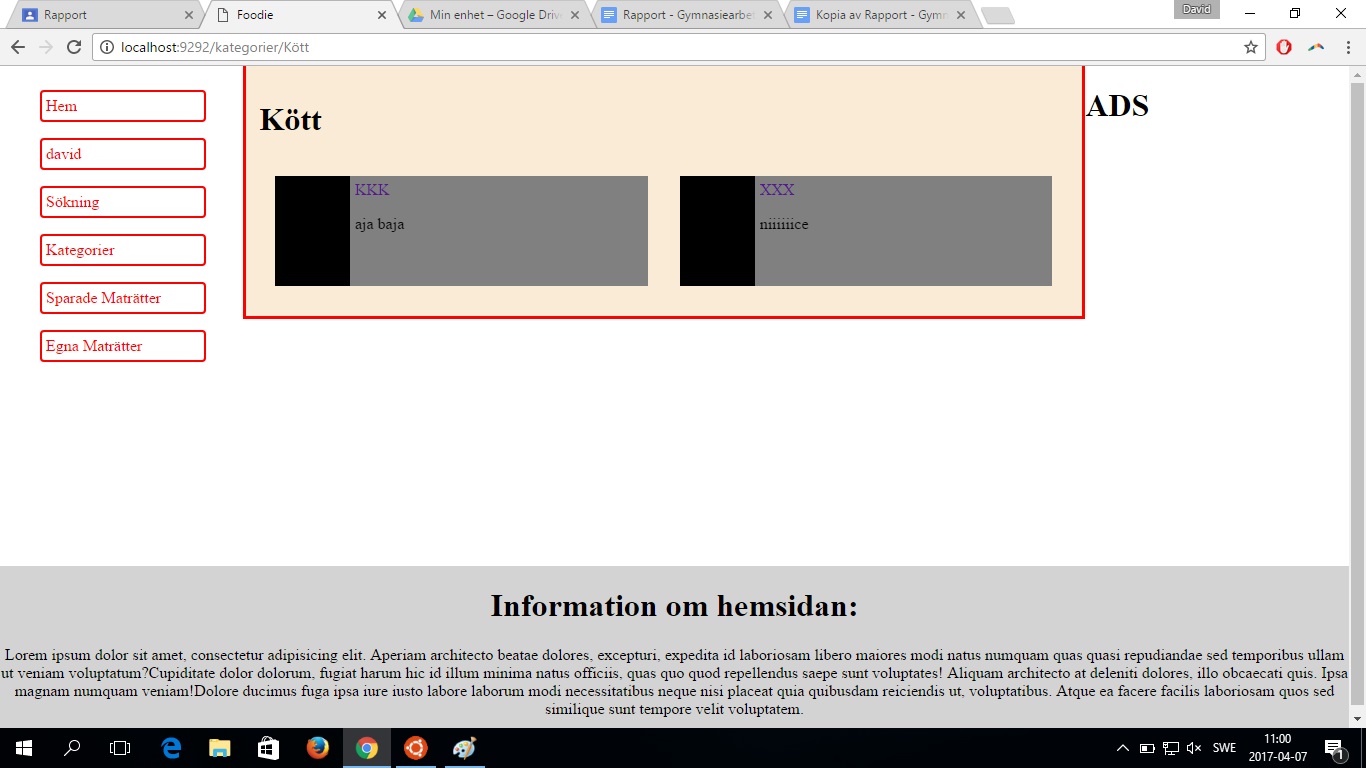 Rapport
Foodie
Min enhet – Google Drive
Rapport - Gymnasiearbet
Kopia av Rapport - Gymn
David
localhost:9292/kategorier/Kött
Hem
david
Sökning
Kategorier
Sparade Maträtter
Egna Maträtter
Kött
KKK
aja baja
XXX
niiiiiice
ADS
Information om hemsidan:
Lorem ipsum dolor sit amet, consectetur adipisicing elit. Aperiam architecto beatae dolores, excepturi, expedita id laboriosam libero maiores modi natus numquam quas quasi repudiandae sed temporibus ullam
ut veniam voluptatum?Cupiditate dolor dolorum, fugiat harum hic id illum minima natus officiis, quas quo quod repellendus saepe sunt voluptates! Aliquam architecto at deleniti dolores, illo obcaecati quis. Ipsa
magnam numquam veniam!Dolore ducimus fuga ipsa iure iusto labore laborum modi necessitatibus neque nisi placeat quia quibusdam reiciendis ut, voluptatibus. Atque ea facere facilis laboriosam quos sed
similique sunt tempore velit voluptatem.
SWE
11:00
2017-04-07
1